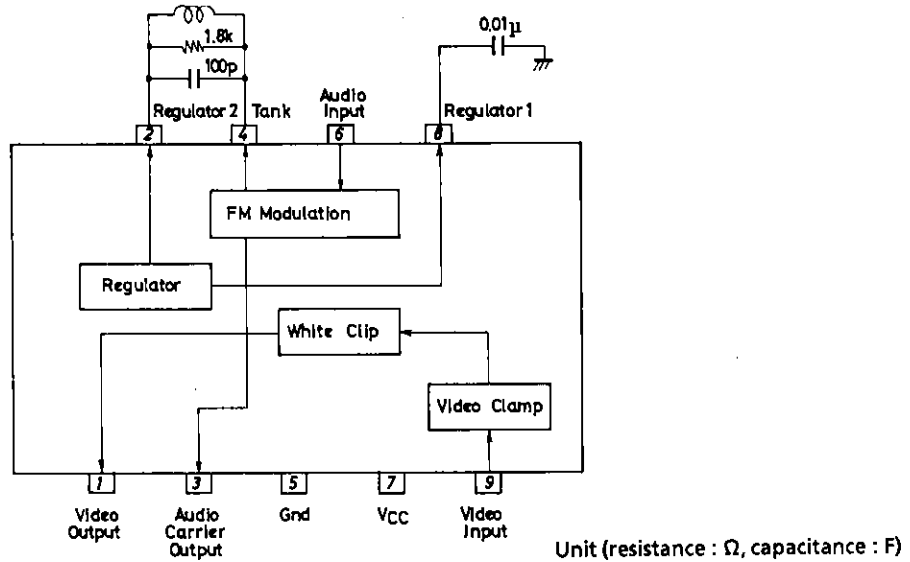 0.01μ
1.8k
100p
Regulator 2
Tank
Audio
Input
Regulator 1
2
4
6
8
FM Modulation
Regulator
White Clip
Video Clamp
1
3
5
7
9
Video
Output
Audio
Carrier
Output
Gnd
VCC
Video
Input
Unit (resistance : Ω, capacitance : F)